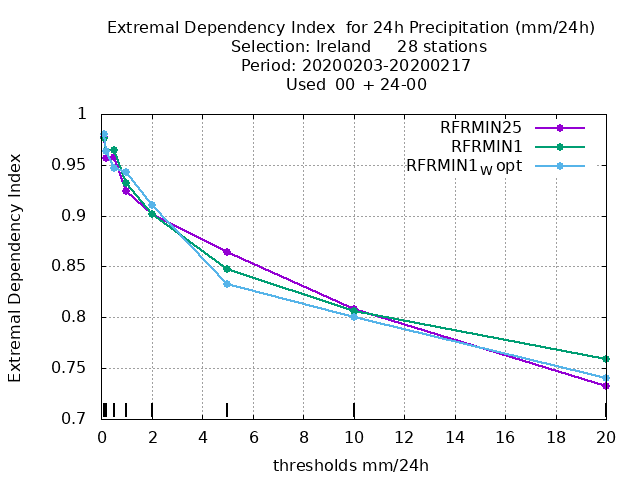 Extremal Dependency Index  for 24h Precipitation (mm/24h)
Selection: Ireland     28 stations
Period: 20200203-20200217
Used  00 + 24-00
Extremal Dependency Index
1
0.95
0.9
0.85
0.8
0.75
0.7
RFRMIN25
RFRMIN1
RFRMIN1W opt
0 2 4 6 8 10 12 14 16 18 20
thresholds mm/24h